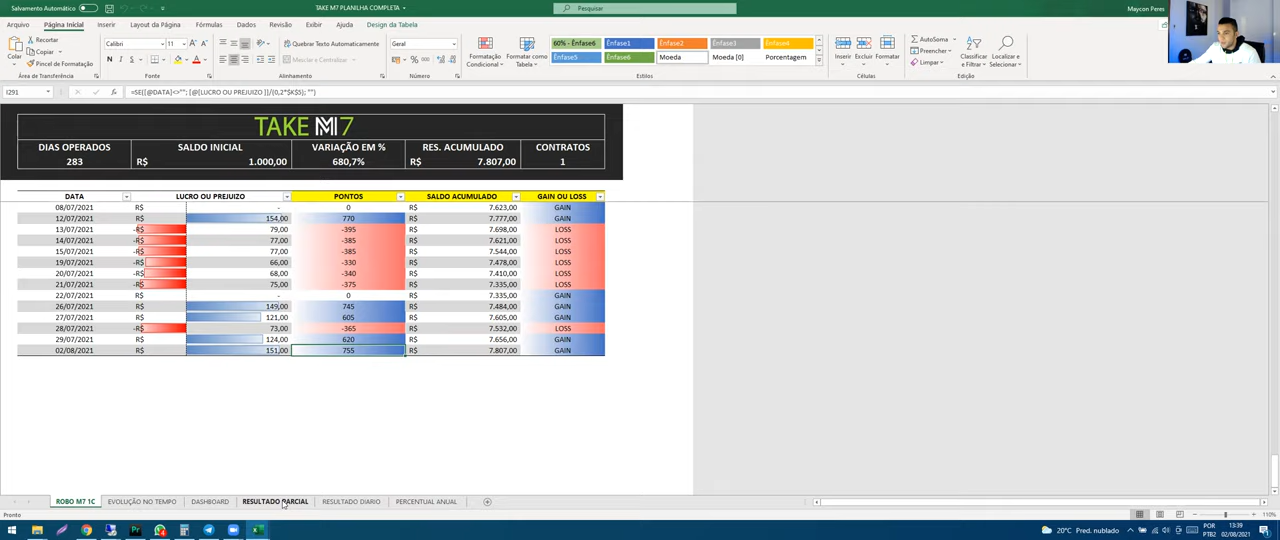 Salvamento Automático
TAKE M7 PLANILHA COMPLETA
Pesquisar
Maycon Peres
Arquivo Página Inicial Inserir Layout da Página Fórmulas Dados Revisão Exibir Ajuda Maycon Design da Tabela
Colar
Recortar
Copiar
Pincel de Formatação
Área de Transferência
Calibri 11
N I S
Fonte
Quebrar Texto Automaticamente
Mesclar e Centralizar
Alinhamento
Geral
Número
Formatação Condicional
Formatar como Tabela
60% - Ênfase6 Ênfase1 Ênfase2 Ênfase3 Ênfase4
Ênfase5 Ênfase6 Moeda Moeda [0] Porcentagem
Estilos
Inserir Excluir Formatar
Células
AutoSoma
Preencher
Limpar
Classificar e Filtrar
Localizar e Selecionar
Edição
I291 =SE([@DATA]<>""; [@[LUCRO OU PREJUIZO ]]/(0,2*$K$5); "")
TAKE M7
DIAS OPERADOS SALDO INICIAL VARIAÇÃO EM % RES. ACUMULADO CONTRATOS
283 R$ 1.000,00 680,7% R$ 7.807,00 1
DATA LUCRO OU PREJUIZO PONTOS SALDO ACUMULADO GAIN OU LOSS
08/07/2021 R$ - 0 R$ 7.623,00 GAIN
12/07/2021 R$ 154,00 770 R$ 7.777,00 GAIN
13/07/2021 -R$ 79,00 -395 R$ 7.698,00 LOSS
14/07/2021 -R$ 77,00 -385 R$ 7.621,00 LOSS
15/07/2021 -R$ 77,00 -385 R$ 7.544,00 LOSS
19/07/2021 -R$ 66,00 -330 R$ 7.478,00 LOSS
20/07/2021 -R$ 68,00 -340 R$ 7.410,00 LOSS
21/07/2021 -R$ 75,00 -375 R$ 7.335,00 LOSS
22/07/2021 R$ - 0 R$ 7.335,00 GAIN
26/07/2021 R$ 149,00 745 R$ 7.484,00 GAIN
27/07/2021 R$ 121,00 605 R$ 7.605,00 GAIN
28/07/2021 -R$ 73,00 -365 R$ 7.532,00 LOSS
29/07/2021 R$ 124,00 620 R$ 7.656,00 GAIN
02/08/2021 R$ 151,00 755 R$ 7.807,00 GAIN
ROBO M7 1C EVOLUÇÃO NO TEMPO DASHBOARD RESULTADO PARCIAL RESULTADO DIARIO PERCENTUAL ANUAL
Pronto
110%
20°C Pred. nublado
POR
PTB2
13:39
02/08/2021